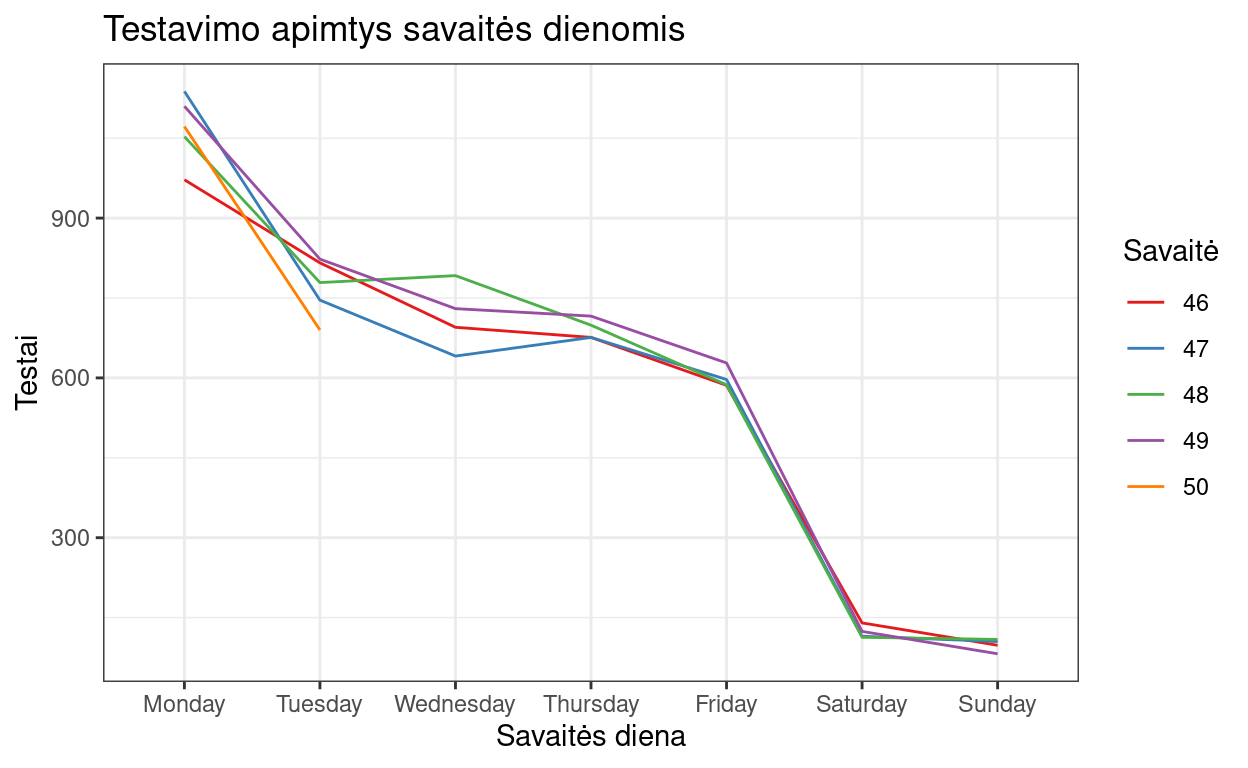 Testavimo apimtys savaitės dienomis
Testai
900
600
300
Monday Tuesday Wednesday Thursday Friday Saturday Sunday
Savaitės diena
Savaitė
46
47
48
49
50